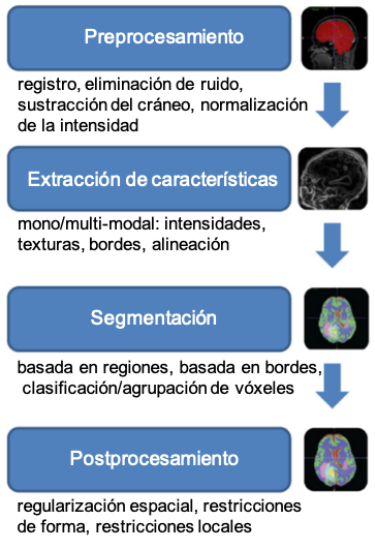 Preprocesamiento
registro, eliminación de ruido,
sustracción del cráneo, normalización
de la intensidad
Extracción de características
mono/multi-modal: intensidades,
texturas, bordes, alineación
Segmentación
basada en regiones, basada en bordes,
clasificación/agrupación de vóxeles
Postprocesamiento
regularización espacial, restricciones
de forma, restricciones locales